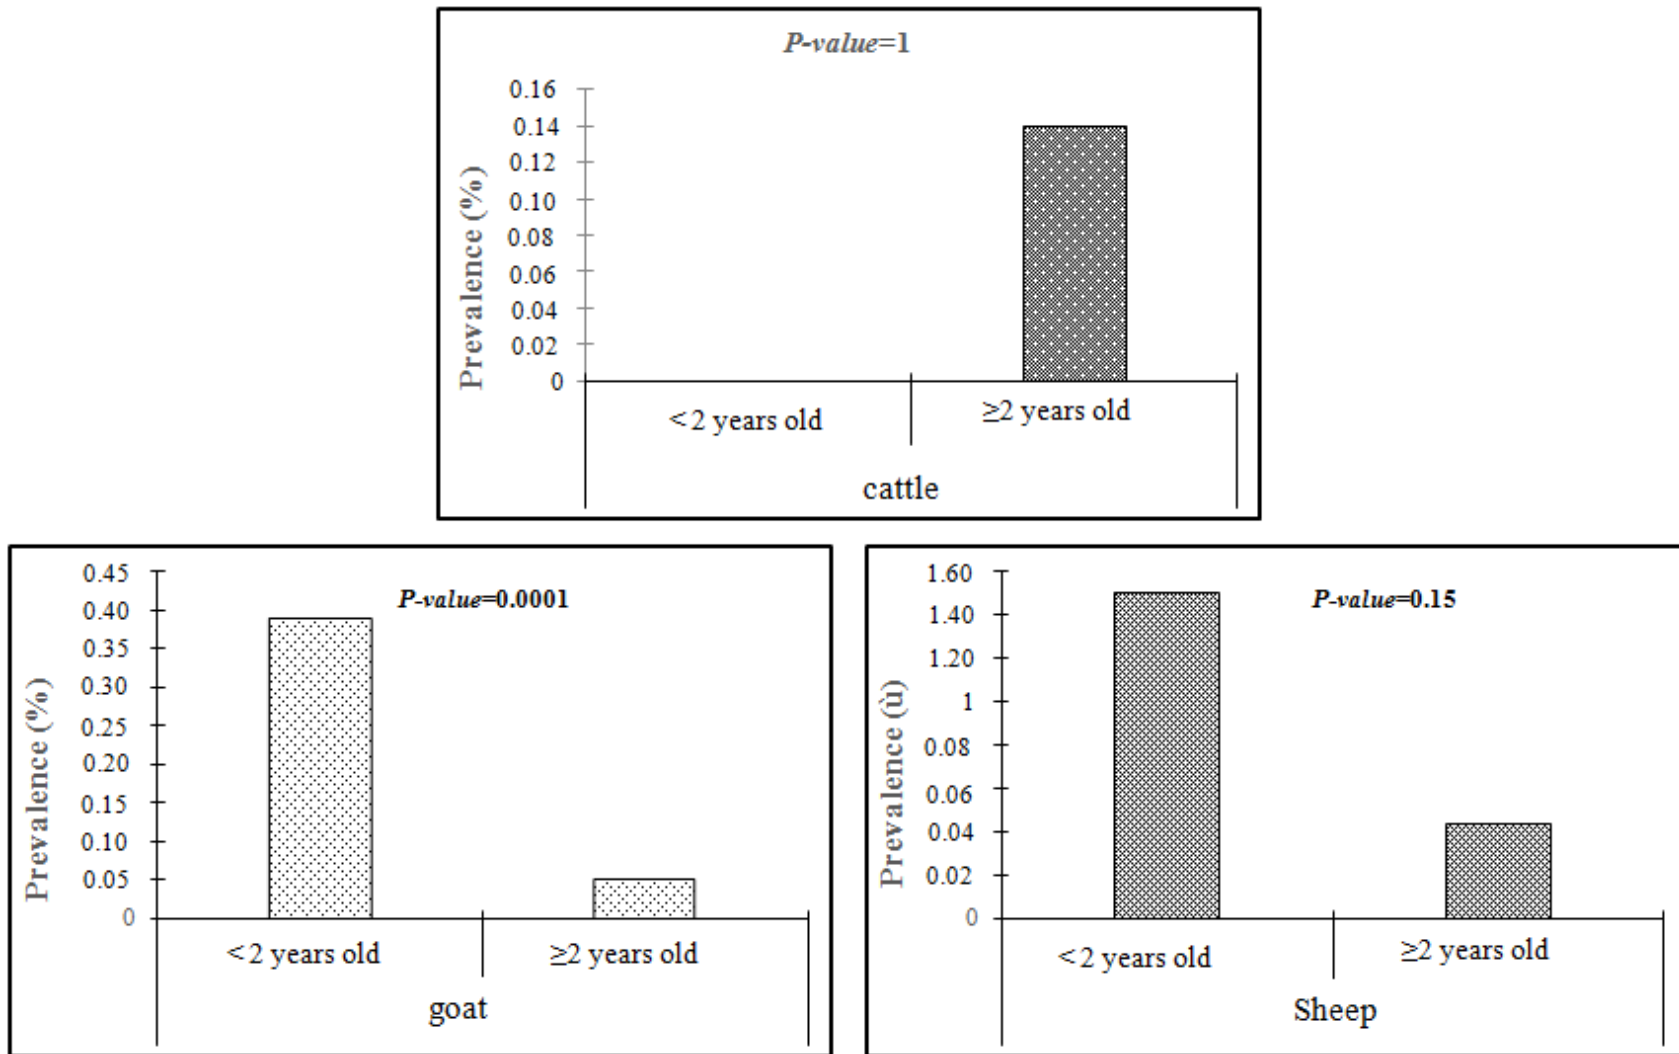 P-value=1
Prevalence (%)
0.16
0.14
0.12
0.10
0.08
0.06
0.04
0.02
0
<2 years old
≥2 years old
cattle
P-value=0.0001
Prevalence (%)
0.45
0.40
0.35
0.30
0.25
0.20
0.15
0.10
0.05
0
<2 years old
≥2 years old
goat
P-value=0.15
Prevalence (ù)
1.60
1.40
1.20
1
0.08
0.06
0.04
0.02
0
<2 years old
≥2 years old
Sheep